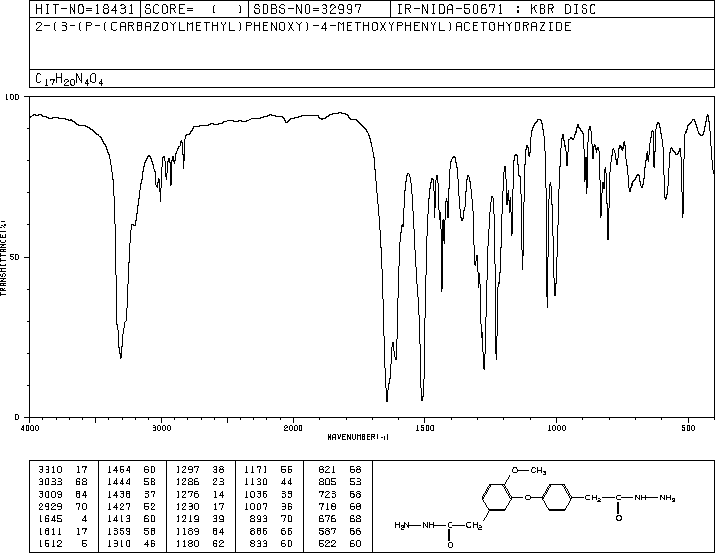 HIT-NO=18431 SCORE= ( ) SDBS-NO=32997 IR-NIDA-50671 : KBR DISC
2-(3-(P-(CARBAZOYLMETHYL)PHENOXY)-4-METHOXYPHENYL)ACETOHYDRAZIDE
C17H20N4O4
100
TRANSMITTANCE(%)
50
0
4000 3000 2000 1500 1000 500
WAVENUMBER(-1)
3310 17 1464 60 1297 38 1171 55 821 58
3033 68 1444 58 1286 23 1130 44 805 53
3009 64 1438 37 1276 14 1036 33 723 68
2929 70 1427 52 1230 17 1007 36 718 68
1645 4 1413 60 1219 39 893 70 676 68
1611 17 1359 58 1189 64 886 66 587 66
1512 5 1310 46 1180 62 833 60 522 60
O—CH3
O
CH2 C NH—NH2
O
H2N—NH C CH2
O